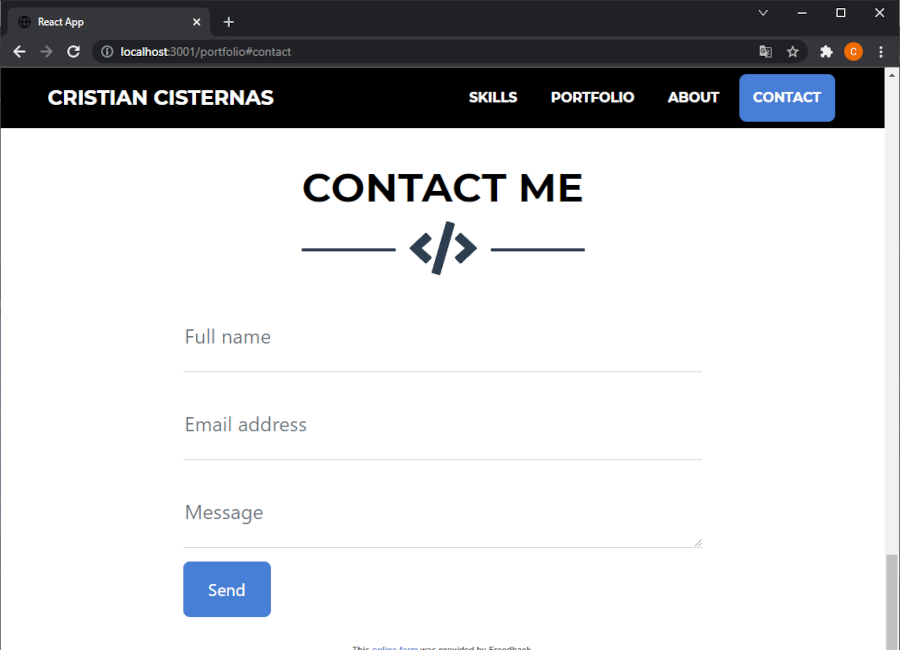 React App
localhost:3001/portfolio#contact
C
CRISTIAN CISTERNAS
SKILLS
PORTFOLIO
ABOUT
CONTACT
CONTACT ME
</>
Full name
Email address
Message
Send
This online form was provided by Freedback.